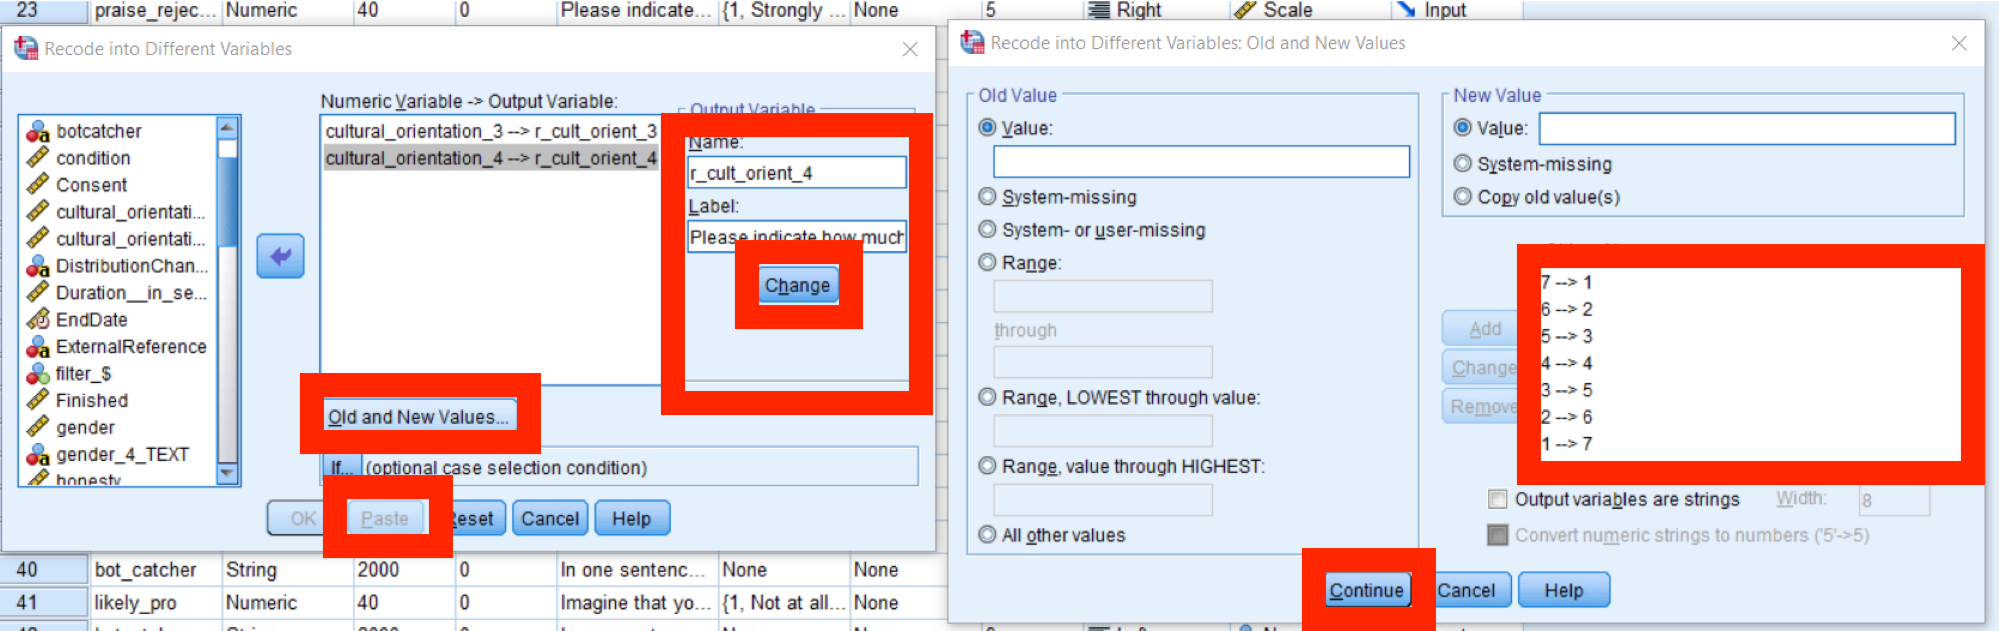 23 praise_rejec... Numeric 40 0 Please indicate... {1, Strongly ... None 5 Right Scale Input
Recode into Different Variables
Numeric Variable -> Output Variable:
botcatcher
condition
Consent
cultural_orientati...
cultural_orientati...
DistributionChan...
Duration__in_se...
EndDate
ExternalReference
filter_$
Finished
gender
gender_4_TEXT
honesty
cultural_orientation_3 --> r_cult_orient_3
cultural_orientation_4 --> r_cult_orient_4
Output Variable
Name:
r_cult_orient_4
Label:
Please indicate how much
Change
Old and New Values...
If... (optional case selection condition)
OK Paste Reset Cancel Help
40 bot_catcher String 2000 0 In one sentenc... None None
41 likely_pro Numeric 40 0 Imagine that yo... {1, Not at all... None
Recode into Different Variables: Old and New Values
Old Value
Value:
System-missing
System- or user-missing
Range:
through
Range, LOWEST through value:
Range, value through HIGHEST:
All other values
New Value
Value:
System-missing
Copy old value(s)
Add
Change
Remove
7 --> 1
6 --> 2
5 --> 3
4 --> 4
3 --> 5
2 --> 6
1 --> 7
Output variables are strings Width: 8
Convert numeric strings to numbers ('5'->5)
Continue Cancel Help